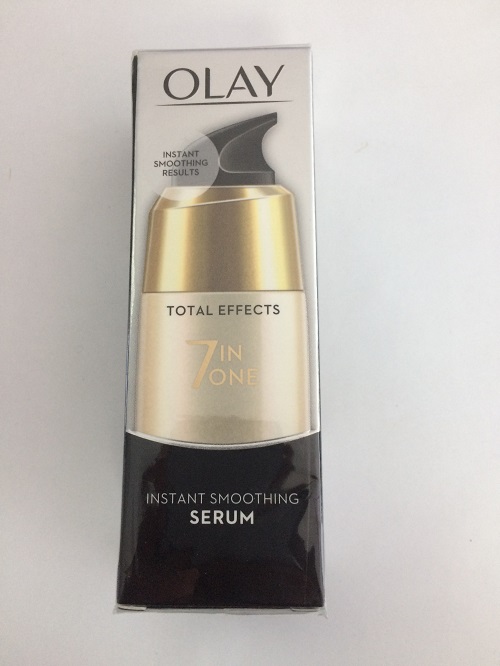 OLAY
INSTANT
SMOOTHING
RESULTS
TOTAL EFFECTS
7 IN
ONE
INSTANT SMOOTHING
SERUM